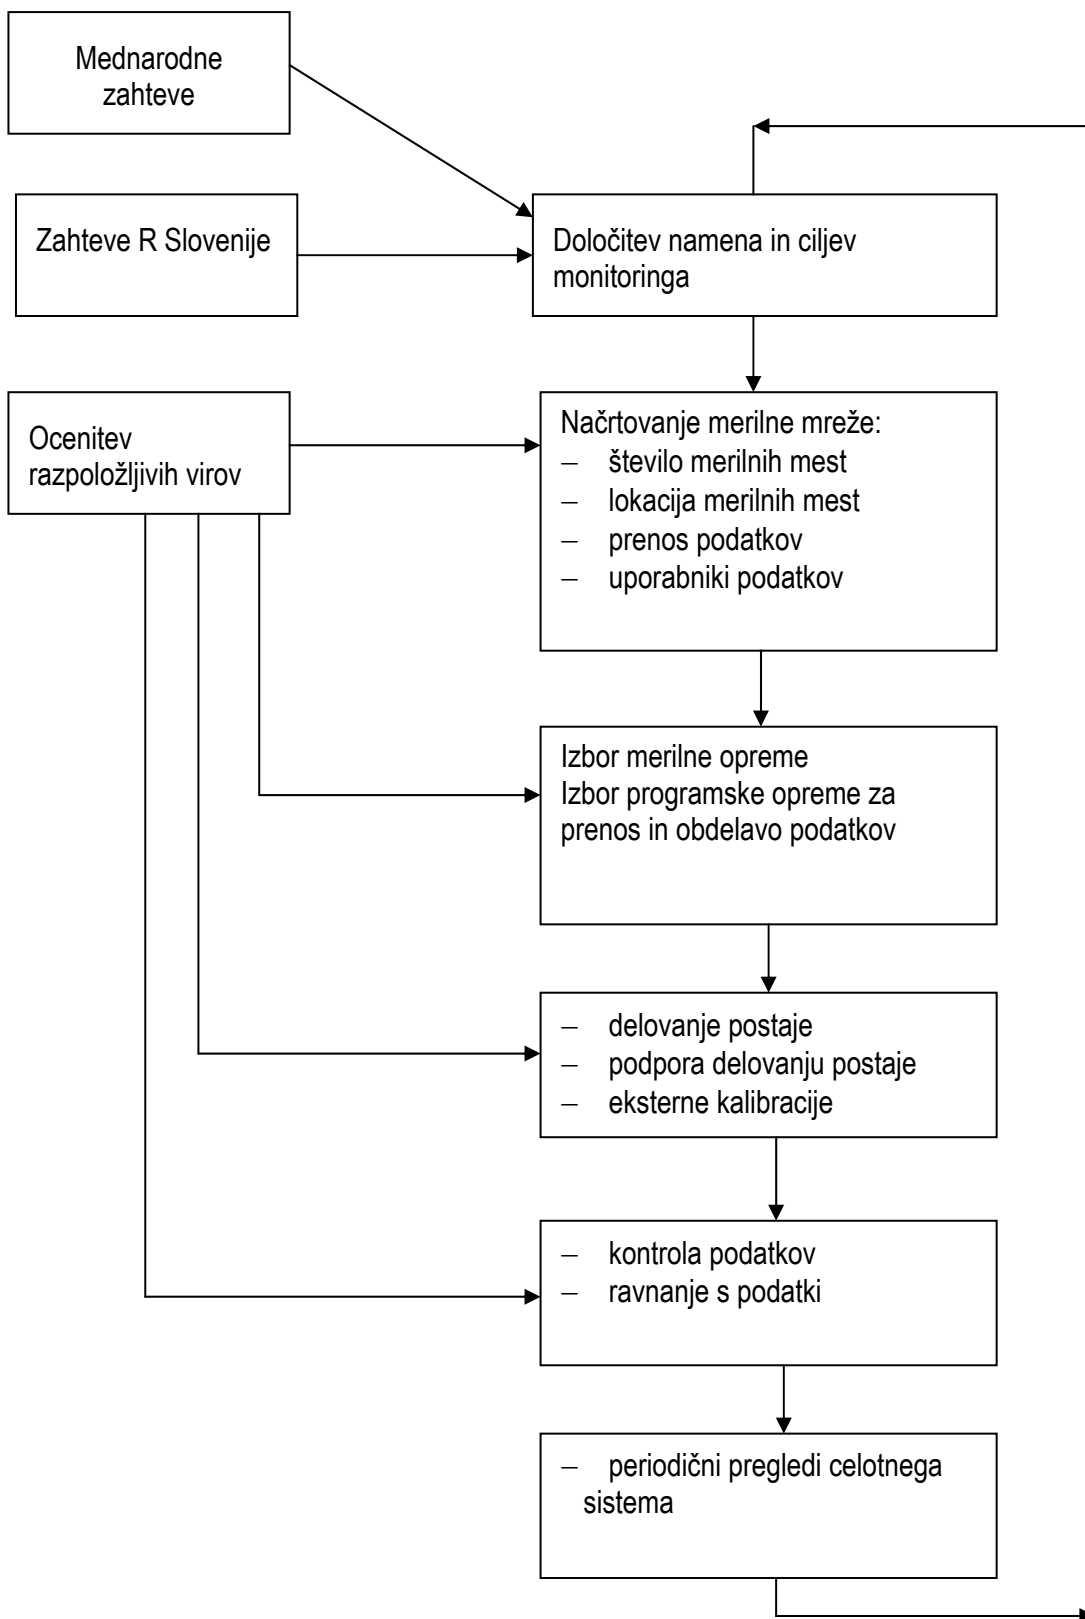 Mednarodne
zahteve
Zahteve R Slovenije
Določitev namena in ciljev
monitoringa
Ocenitev
razpoložljivih virov
Načrtovanje merilne mreže:
– število merilnih mest
– lokacija merilnih mest
– prenos podatkov
– uporabniki podatkov
Izbor merilne opreme
Izbor programske opreme za
prenos in obdelavo podatkov
– delovanje postaje
– podpora delovanju postaje
– eksterne kalibracije
– kontrola podatkov
– ravnanje s podatki
– periodični pregledi celotnega
sistema